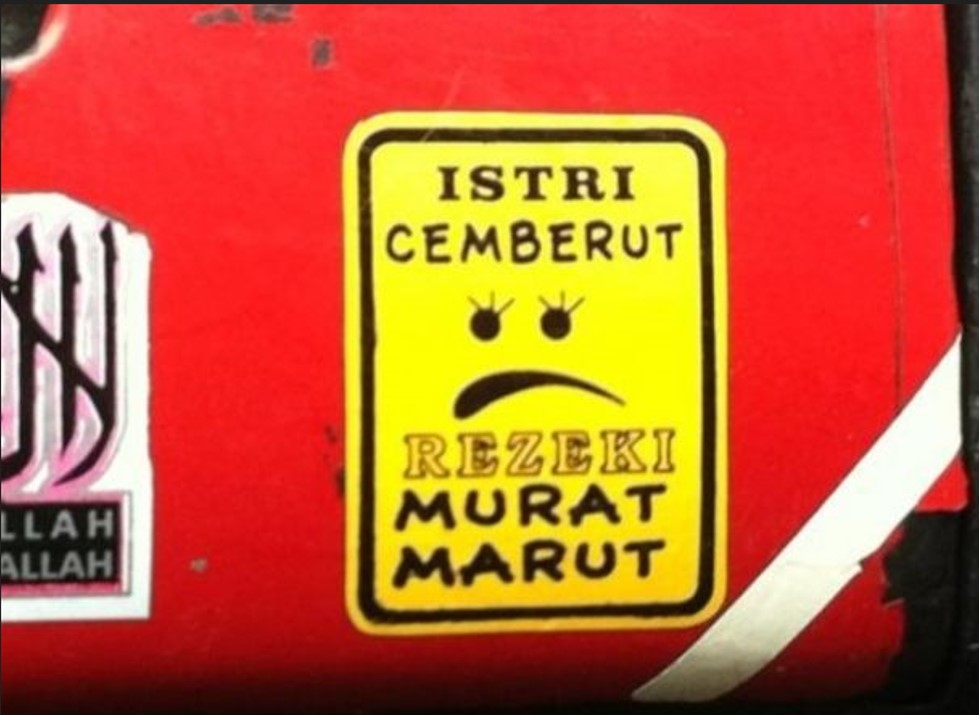 ISTRI
CEMBERUT
REZEKI
MURAT
MARUT
LLAH
ALLAH